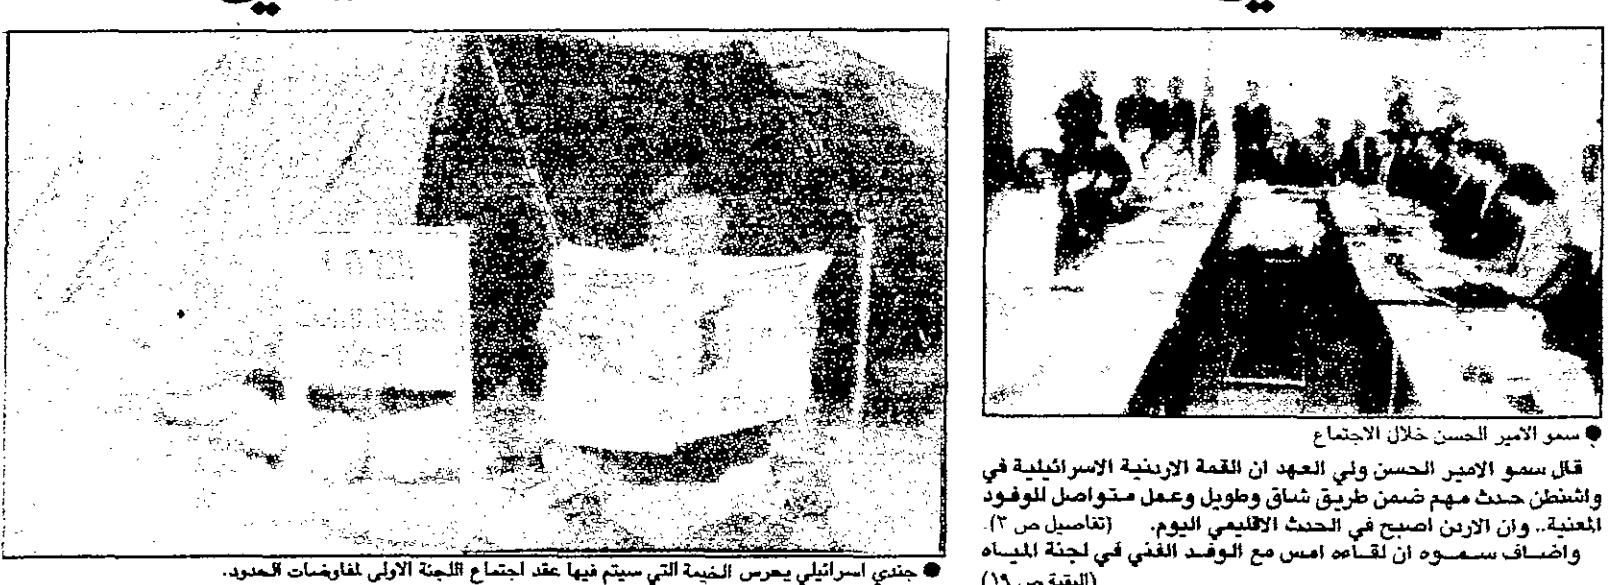 ● سمو الامير الحسن خلال الاجتماع
قال سمو الامير الحسن ولي العهد ان القمة الاردنية الاسرائيلية في
واشنطن حدث مهم ضمن طريق شاق وطويل وعمل متواصل للوفود
المعنية.. وان الاردن اصبح في الحدث الاقليمي اليوم. (تفاصيل ص ٣)
واضاف سموه ان لقاءه امس مع الوفد الفني في لجنة المياه
(البقية ص ١٩)
● جندي اسرائيلي يحرس الخيمة التي سيتم فيها عقد اجتماع اللجنة الاولى لمفاوضات الحدود.